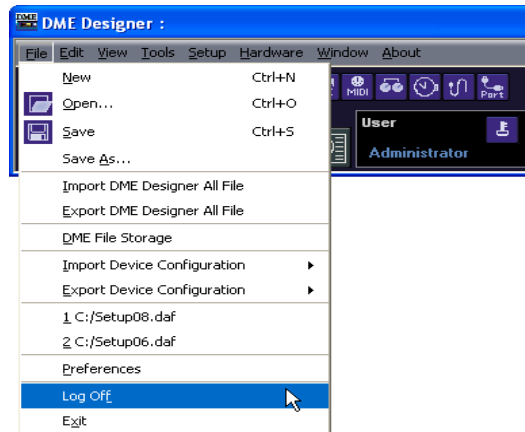 DME DME Designer :
File Edit View Tools Setup Hardware Window About
New Ctrl+N
Open... Ctrl+O
Save Ctrl+S
Save As...
Import DME Designer All File
Export DME Designer All File
DME File Storage
Import Device Configuration
Export Device Configuration
1 C:/Setup08.daf
2 C:/Setup06.daf
Preferences
Log Off
Exit
MIDI
Port
User
Administrator